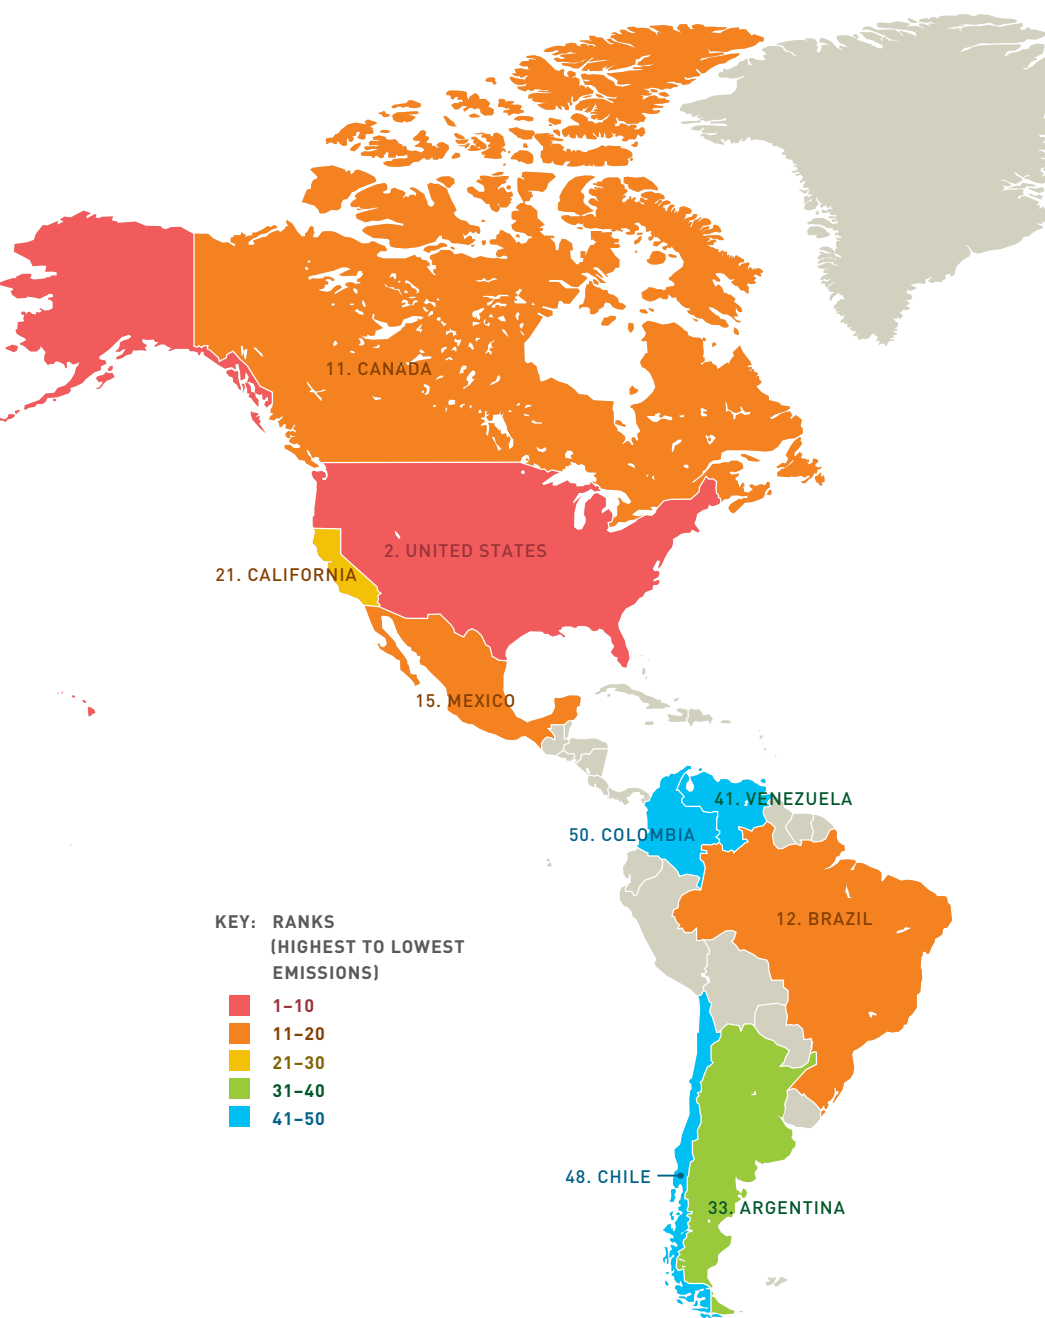 11. CANADA
2. UNITED STATES
21. CALIFORNIA
15. MEXICO
41. VENEZUELA
50. COLOMBIA
12. BRAZIL
KEY: RANKS
(HIGHEST TO LOWEST
EMISSIONS)
1–10
11–20
21–30
31–40
41–50
48. CHILE
33. ARGENTINA